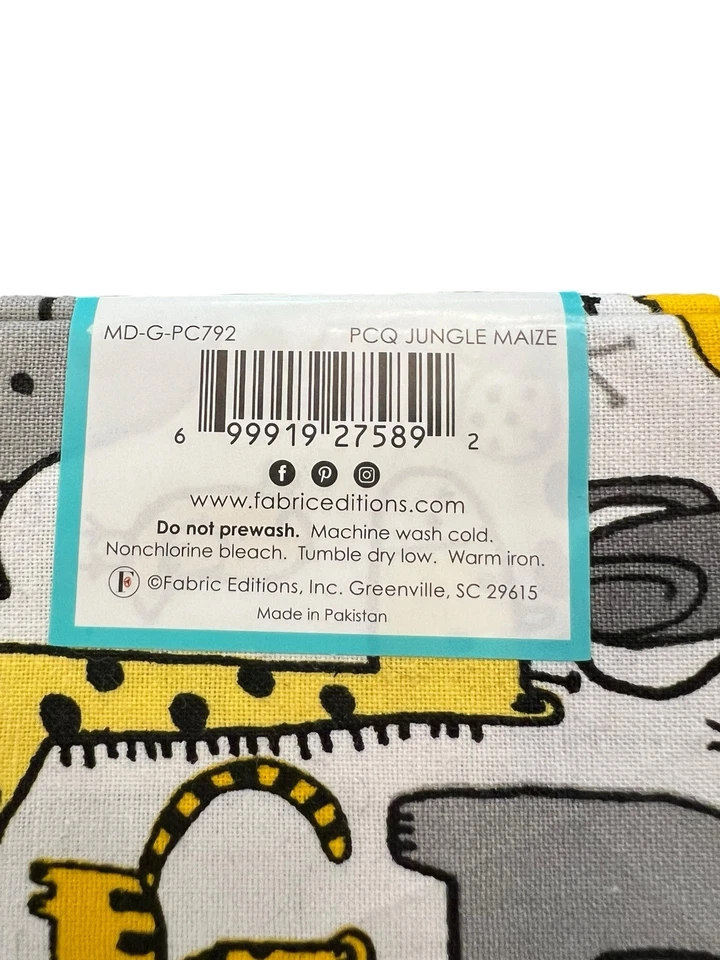 MD-G-PC792 PCQ JUNGLE MAIZE
6 99919 27589 2
www.fabriceditions.com
Do not prewash. Machine wash cold.
Nonchlorine bleach. Tumble dry low. Warm iron.
©Fabric Editions, Inc. Greenville, SC 29615
Made in Pakistan